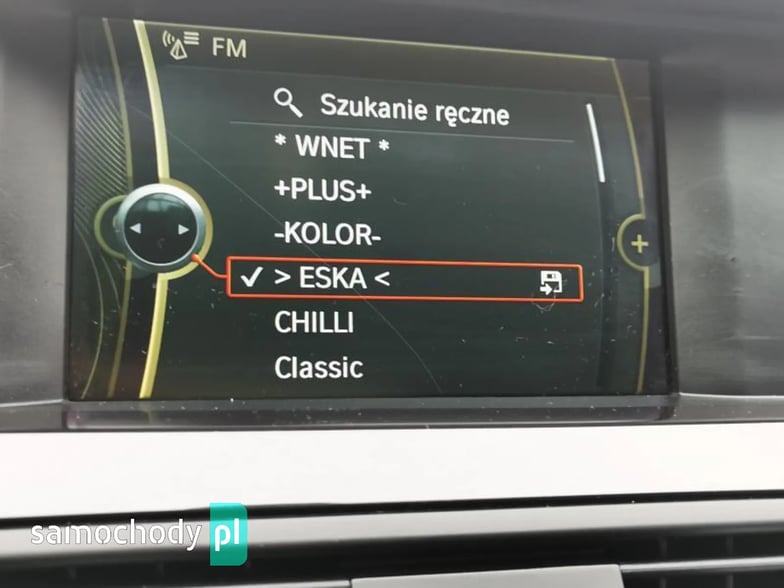 FM
Szukanie ręczne
* WNET *
+PLUS+
-KOLOR-
✓ > ESKA <
CHILLI
Classic
samochody pl